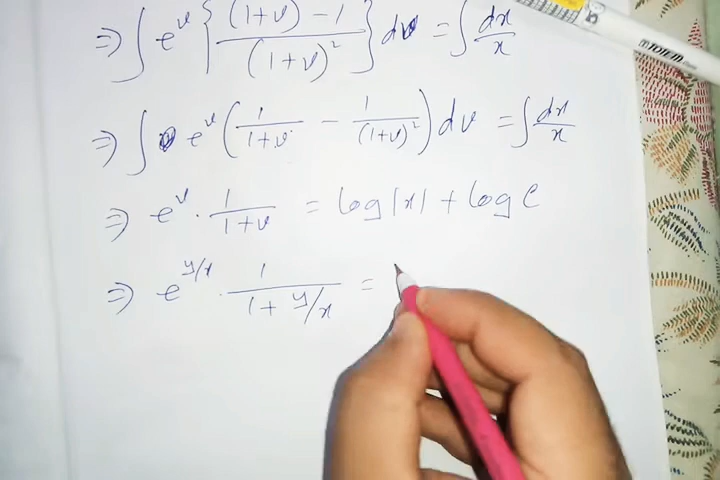 ⇒ ∫ e^v { ((1+v) - 1) / (1+v)^2 } dv = ∫ dx/x
⇒ ∫ e^v ( 1/(1+v) - 1/(1+v)^2 ) dv = ∫ dx/x
⇒ e^v · 1/(1+v) = log|x| + log C
⇒ e^(y/x) · 1/(1 + y/x) =